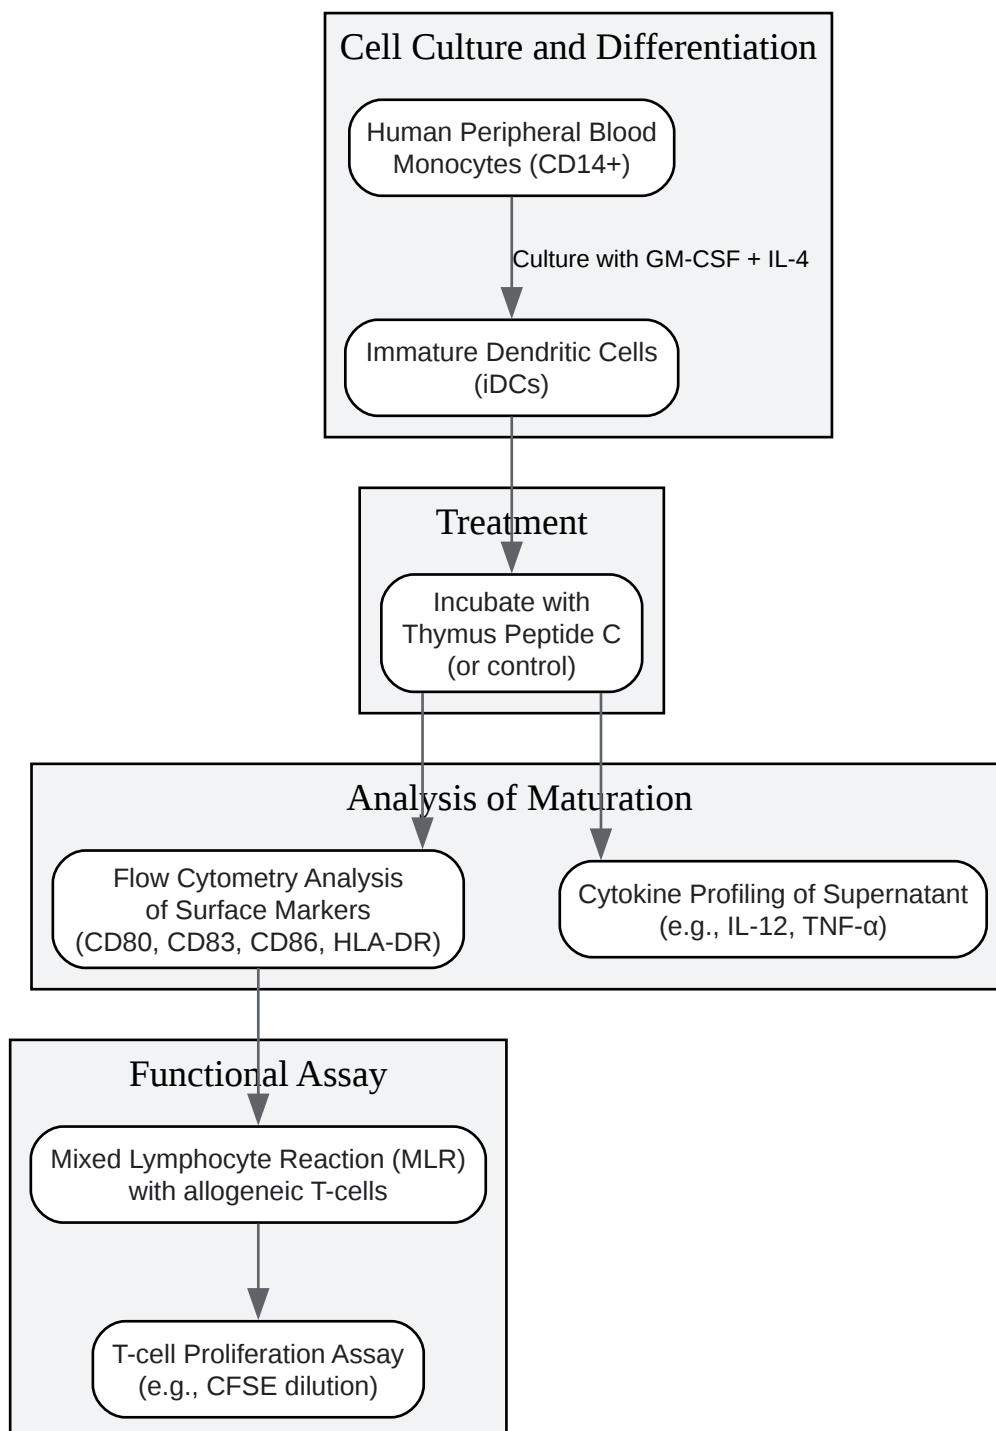 Cell Culture and Differentiation
Human Peripheral Blood
Monocytes (CD14+)
Culture with GM-CSF + IL-4
Immature Dendritic Cells
(iDCs)
Treatment
Incubate with
Thymus Peptide C
(or control)
Analysis of Maturation
Flow Cytometry Analysis
of Surface Markers
(CD80, CD83, CD86, HLA-DR)
Cytokine Profiling of Supernatant
(e.g., IL-12, TNF-α)
Functional Assay
Mixed Lymphocyte Reaction (MLR)
with allogeneic T-cells
T-cell Proliferation Assay
(e.g., CFSE dilution)